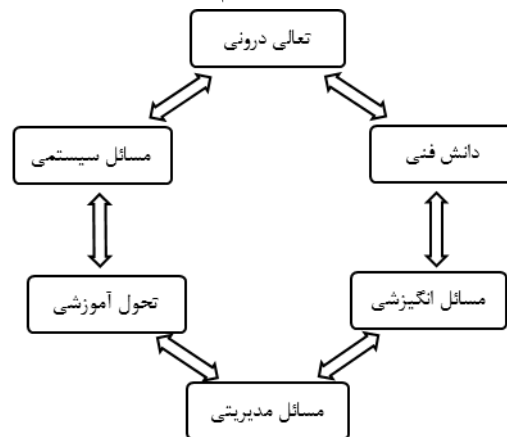 تعالی درونی
دانش فنی
مسائل سیستمی
مسائل انگیزشی
تحول آموزشی
مسائل مدیریتی